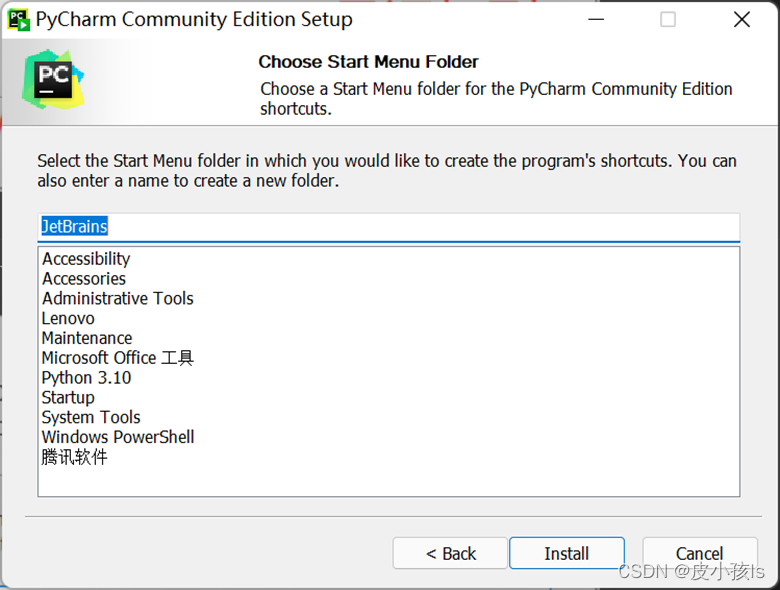 PyCharm Community Edition Setup
PC
Choose Start Menu Folder
Choose a Start Menu folder for the PyCharm Community Edition
shortcuts.
Select the Start Menu folder in which you would like to create the program's shortcuts. You can
also enter a name to create a new folder.
JetBrains
Accessibility
Accessories
Administrative Tools
Lenovo
Maintenance
Microsoft Office 工具
Python 3.10
Startup
System Tools
Windows PowerShell
腾讯软件
< Back Install Cancel
CSDN @皮小孩ls